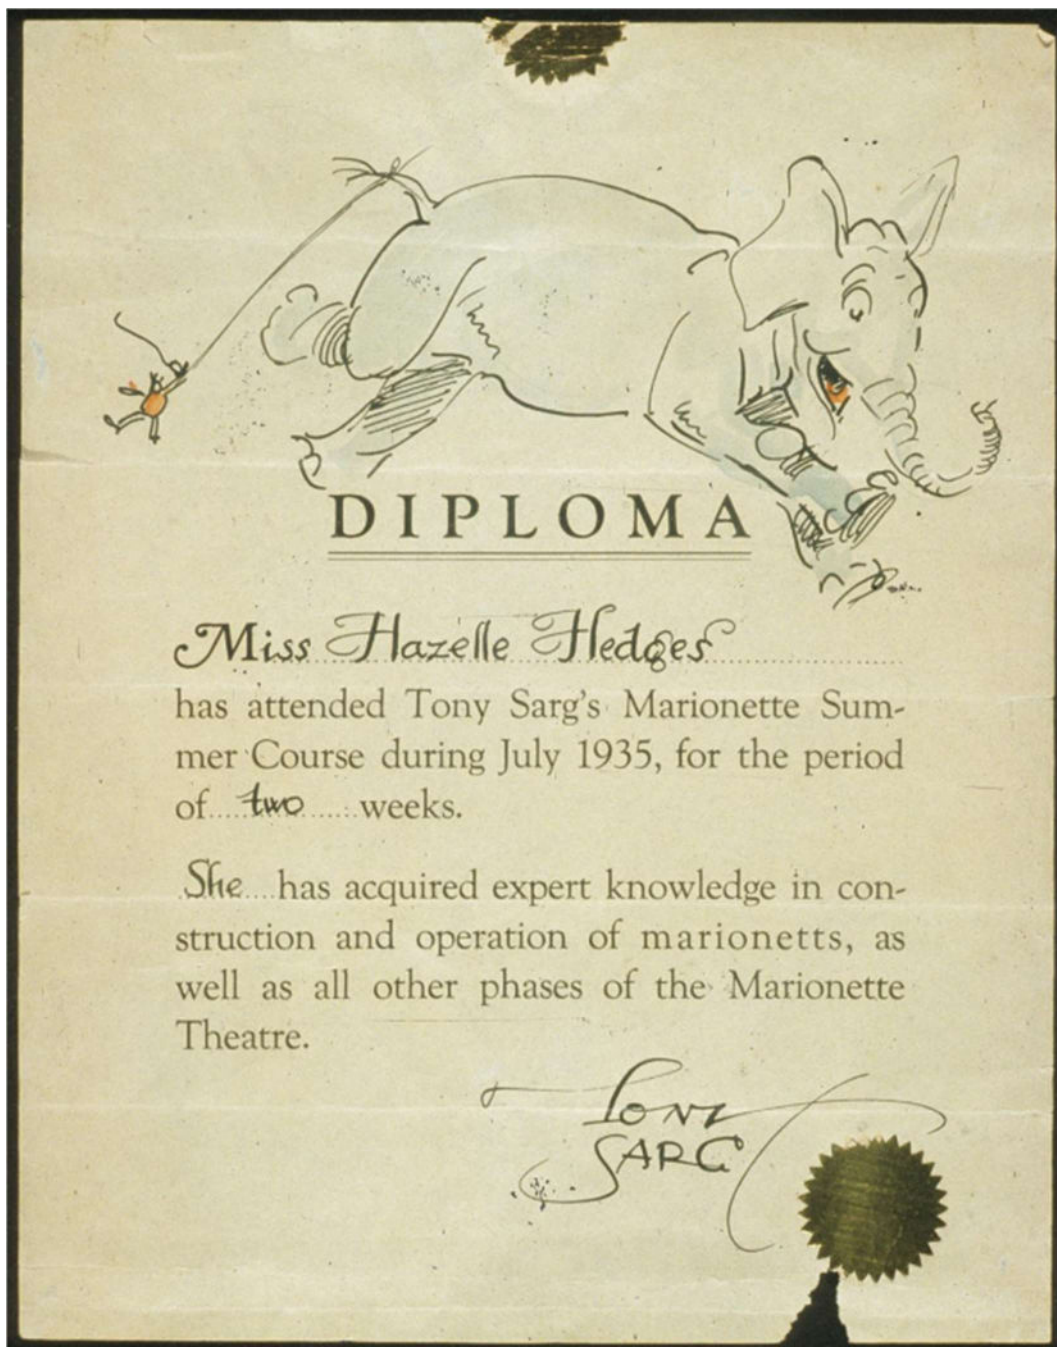 DIPLOMA
Miss Hazelle Hedges
has attended Tony Sarg's Marionette Sum-
mer Course during July 1935, for the period
of two weeks.
She has acquired expert knowledge in con-
struction and operation of marionetts, as
well as all other phases of the Marionette
Theatre.
TONY
SARG